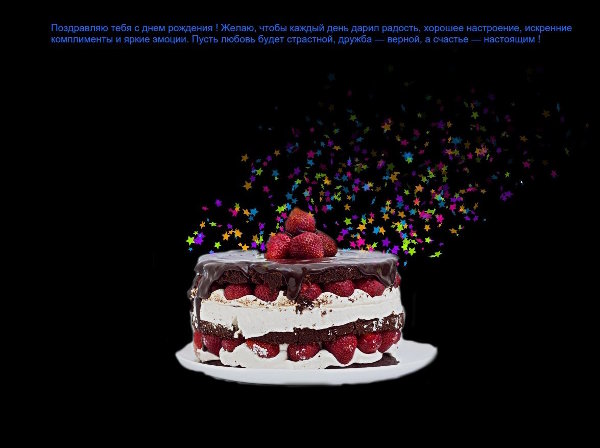 Поздравляю тебя с днем рождения ! Желаю, чтобы каждый день дарил радость, хорошее настроение, искренние
комплименты и яркие эмоции. Пусть любовь будет страстной, дружба — верной, а счастье — настоящим !